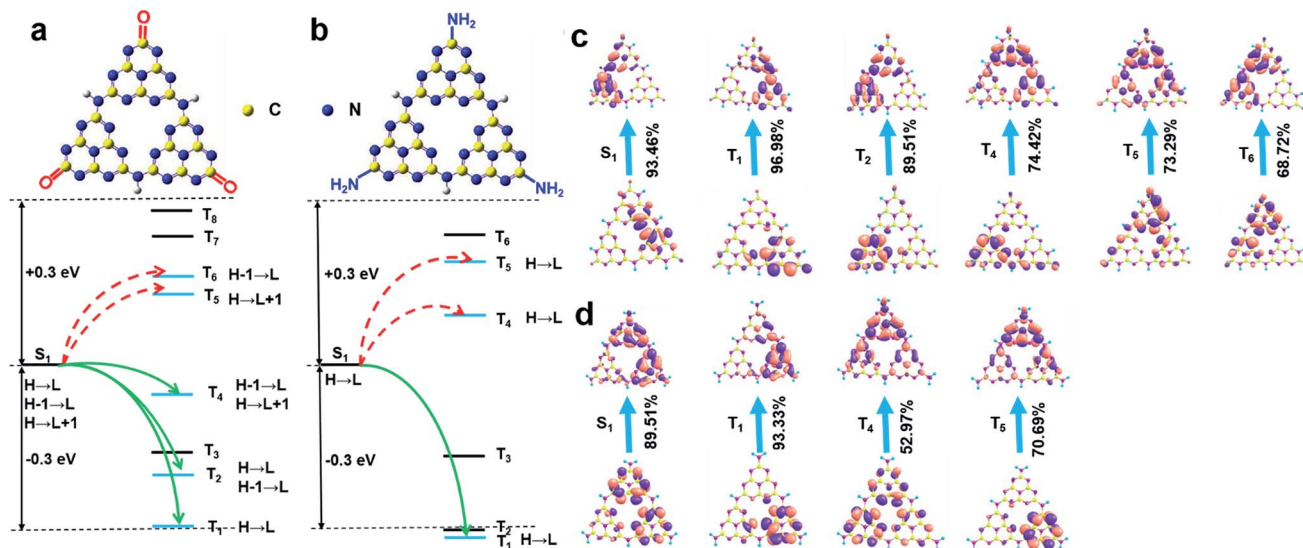 a
O
O
O
C
N
T8
T7
T6 H-1→L
T5 H→L+1
+0.3 eV
S1
H→L
H-1→L
H→L+1
T4 H-1→L
H→L+1
-0.3 eV
T3
T2 H→L
H-1→L
T1 H→L
b
NH2
H2N
NH2
T6
+0.3 eV
T5 H→L
T4 H→L
S1
H→L
-0.3 eV
T3
T2
T1 H→L
c
S1 93.46%
T1 96.98%
T2 89.51%
T4 74.42%
T5 73.29%
T6 68.72%
d
S1 89.51%
T1 93.33%
T4 52.97%
T5 70.69%